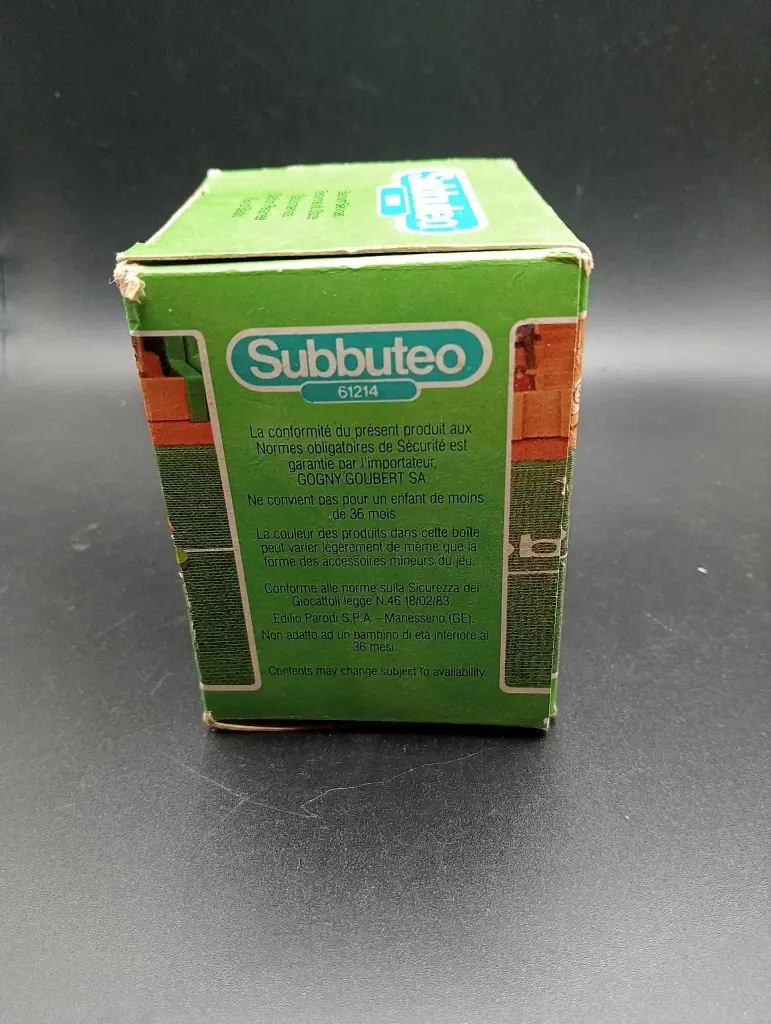 Subbuteo
Subbuteo
61214
La conformité du présent produit aux
Normes obligatoires de Sécurité est
garantie par l'importateur,
GOGNY GOUBERT SA.
Ne convient pas pour un enfant de moins
de 36 mois.
La couleur des produits dans cette boîte
peut varier légèrement de même que la
forme des accessoires mineurs du jeu.
Conforme alle norme sulla Sicurezza dei
Giocattoli legge N.46 18/02/83.
Edilio Parodi S.P.A.—Manesseno (GE).
Non adatto ad un bambino di età inferiore ai
36 mesi.
Contents may change subject to availability.